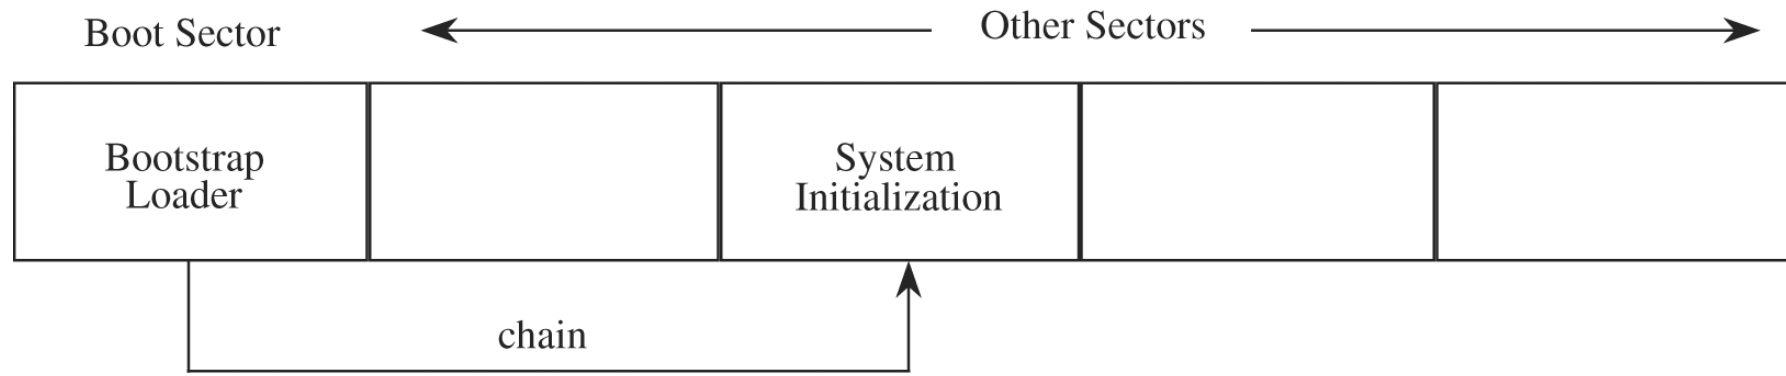 Boot Sector
Other Sectors
Bootstrap
Loader
System
Initialization
chain